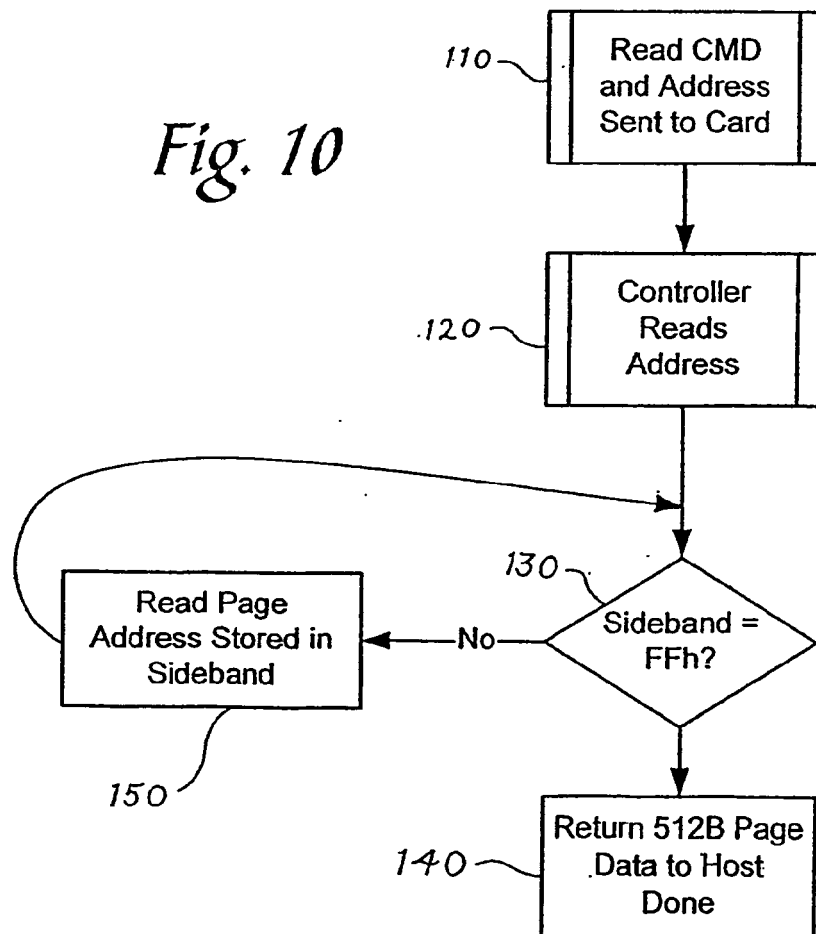 Fig. 10
110
Read CMD
and Address
Sent to Card
120
Controller
Reads
Address
130
Sideband =
FFh?
No
Read Page
Address Stored in
Sideband
150
140
Return 512B Page
Data to Host
Done